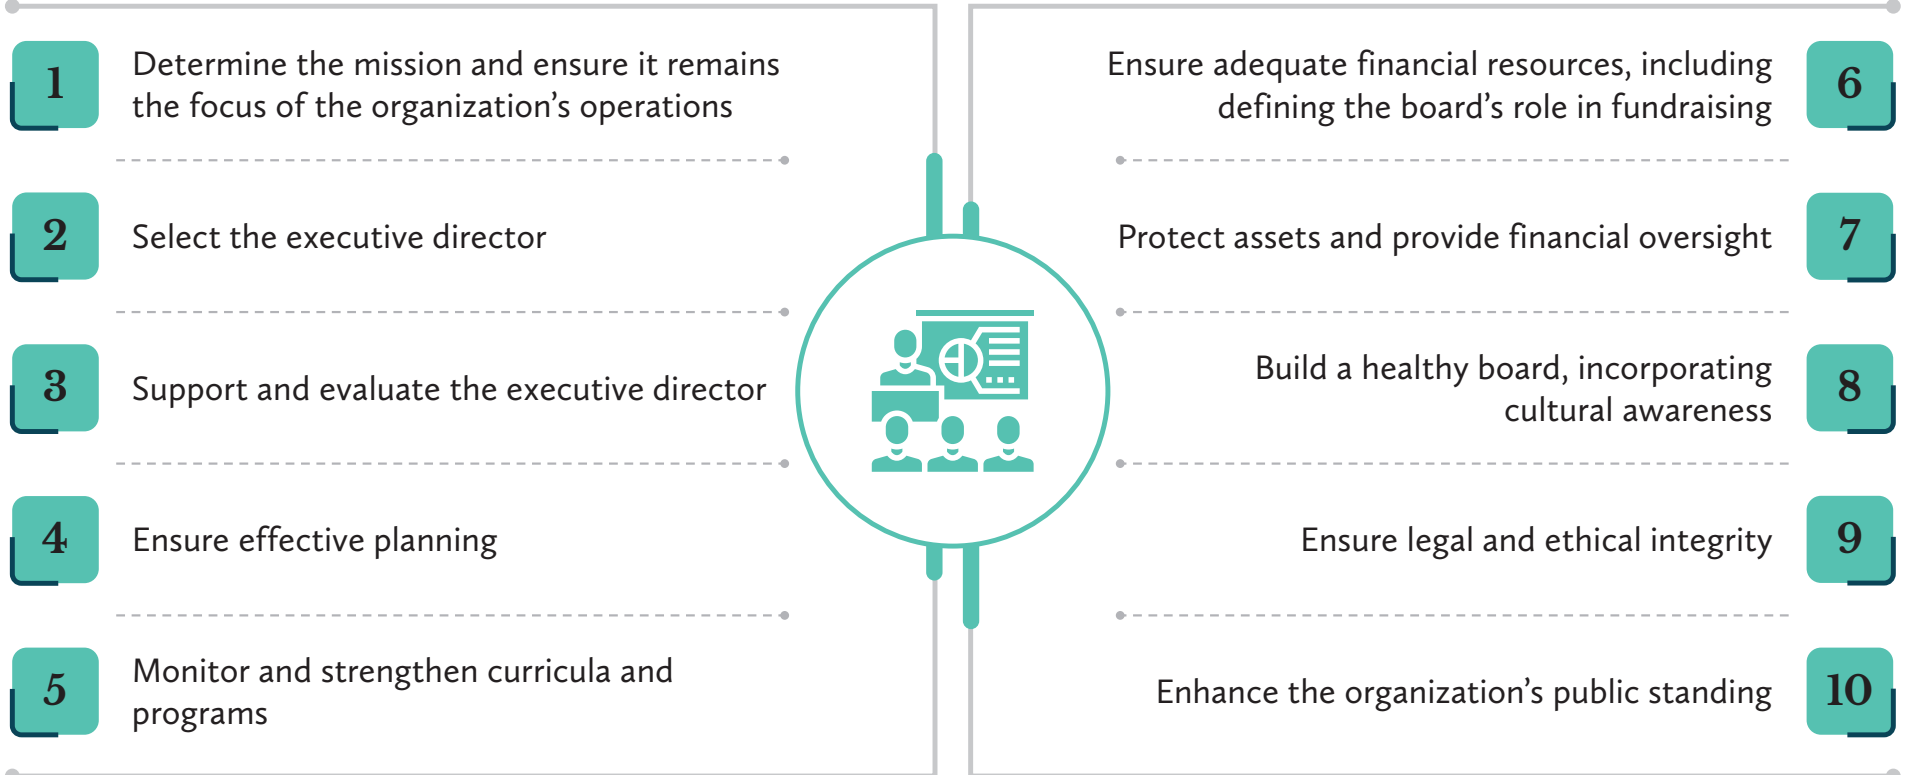 1
Determine the mission and ensure it remains
the focus of the organization’s operations
2
Select the executive director
3
Support and evaluate the executive director
4
Ensure effective planning
5
Monitor and strengthen curricula and
programs
Ensure adequate financial resources, including
defining the board’s role in fundraising
6
Protect assets and provide financial oversight
7
Build a healthy board, incorporating
cultural awareness
8
Ensure legal and ethical integrity
9
Enhance the organization’s public standing
10